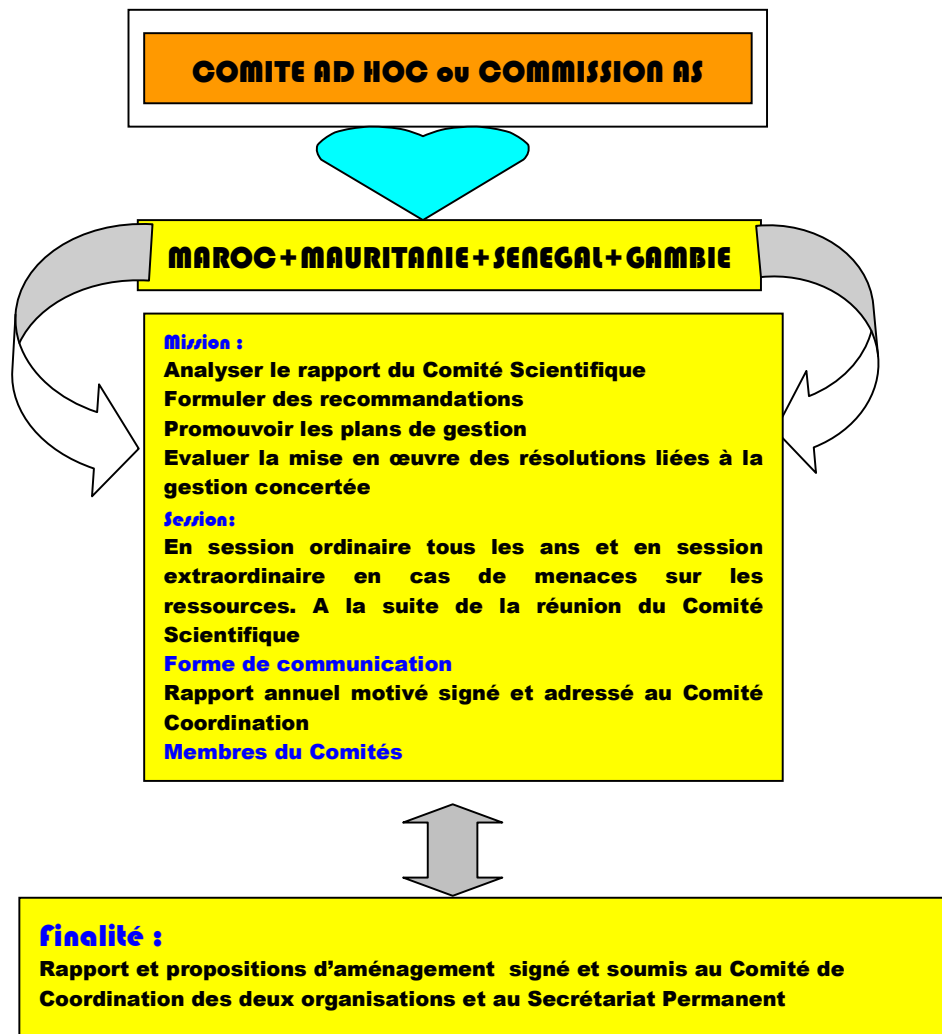 COMITE AD HOC ou COMMISSION AS
MAROC+MAURITANIE+SENEGAL+GAMBIE
Mission :
Analyser le rapport du Comité Scientifique
Formuler des recommandations
Promouvoir les plans de gestion
Evaluer la mise en œuvre des résolutions liées à la
gestion concertée
Session:
En session ordinaire tous les ans et en session
extraordinaire en cas de menaces sur les
ressources. A la suite de la réunion du Comité
Scientifique
Forme de communication
Rapport annuel motivé signé et adressé au Comité
Coordination
Membres du Comités
Finalité :
Rapport et propositions d’aménagement signé et soumis au Comité de
Coordination des deux organisations et au Secrétariat Permanent